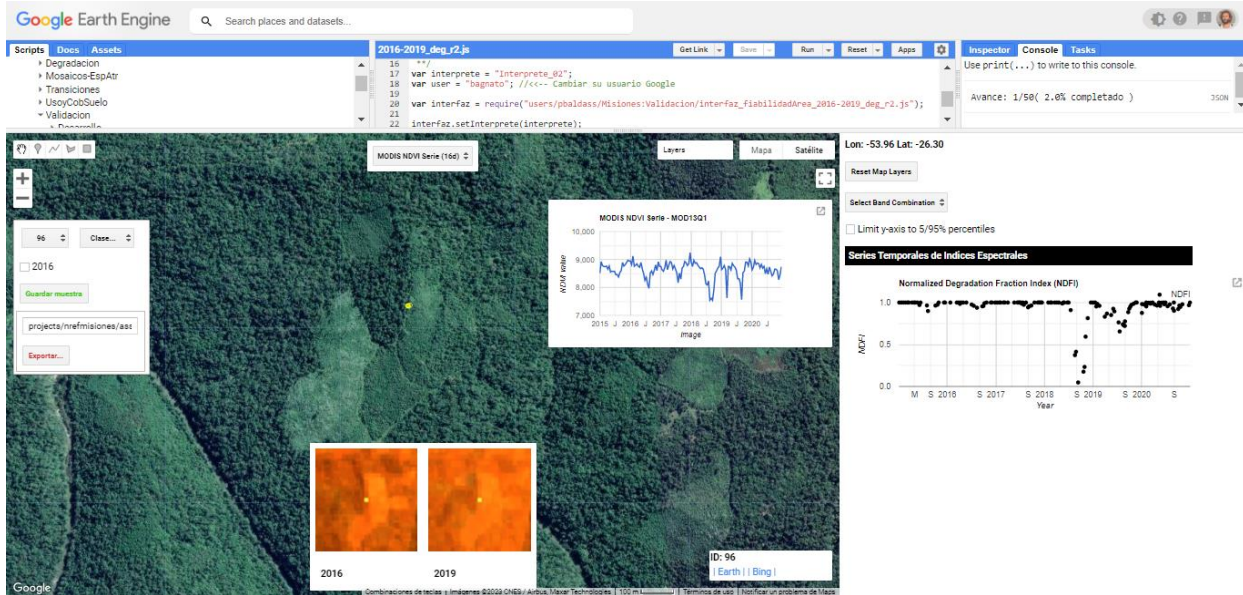 Google Earth Engine
Search places and datasets...
Scripts Docs Assets
Degradacion
Mosaicos-EspAtr
Transiciones
UsoyCobSuelo
Validacion
Desarrollo
2016-2019_deg_r2.js
Get Link Save Run Reset Apps
16 **/
17 var interprete = "Interprete_02";
18 var user = "bagnato"; //<<-- Cambiar su usuario Google
19
20 var interfaz = require("users/pbaldass/Misiones:Validacion/interfaz_fiabilidadArea_2016-2019_deg_r2.js");
21
22 interfaz.setInterprete(interprete);
Inspector Console Tasks
Use print(...) to write to this console.
Avance: 1/50( 2.0% completado )
JSON
MODIS NDVI Serie (16d)
Layers
Mapa Satélite
96 Clase...
2016
Guardar muestra
projects/nrefmisiones/ass
Exportar...
MODIS NDVI Serie - MOD13Q1
10,000
9,000
8,000
7,000
NDVI value
2015 J 2016 J 2017 J 2018 J 2019 J 2020 J
Image
2016 2019
ID: 96
| Earth | | Bing |
Google
Combinaciones de teclas Imágenes ©2023 CNES / Airbus, Maxar Technologies 100 m Términos de uso Notificar un problema de Maps
Lon: -53.96 Lat: -26.30
Reset Map Layers
Select Band Combination
Limit y-axis to 5/95% percentiles
Series Temporales de Indices Espectrales
Normalized Degradation Fraction Index (NDFI)
NDFI
1.0
0.5
0.0
NDFI
M S 2016 S 2017 S 2018 S 2019 S 2020 S
Year